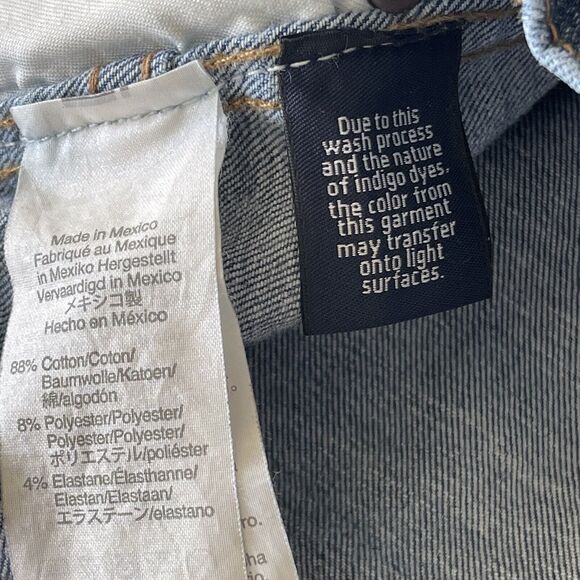 Made in Mexico
Fabriqué au Mexique
in Mexiko Hergestellt
Vervaardigd in Mexico
メキシコ製
Hecho en México
88% Cotton/Coton/
Baumwolle/Katoen/
綿/algodón
8% Polyester/Polyester/
Polyester/Polyester/
ポリエステル/poliéster
4% Elastane/Élasthanne/
Elastan/Elastaan/
エラステーン/elastano
Due to this
wash process
and the nature
of indigo dyes,
the color from
this garment
may transfer
onto light
surfaces.